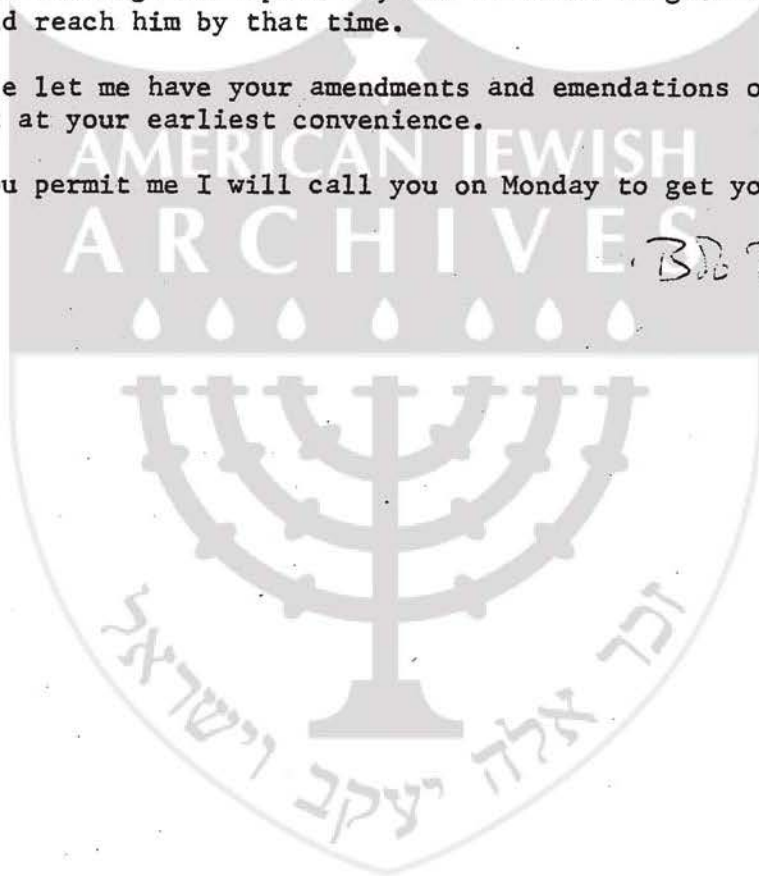 d reach him by that time.
e let me have your amendments and emendations o
at at your earliest convenience.
u permit me I will call you on Monday to get yo
AMERICAN JEWISH
ARCHIVES
זכר אלה יעקב וישראל